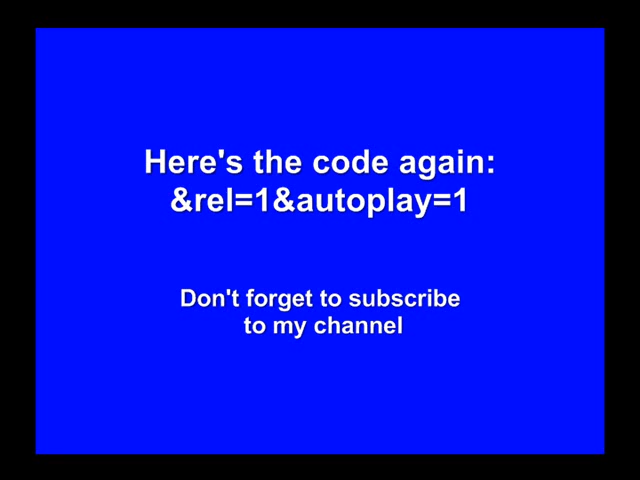 Here's the code again:
&rel=1&autoplay=1
Don't forget to subscribe
to my channel